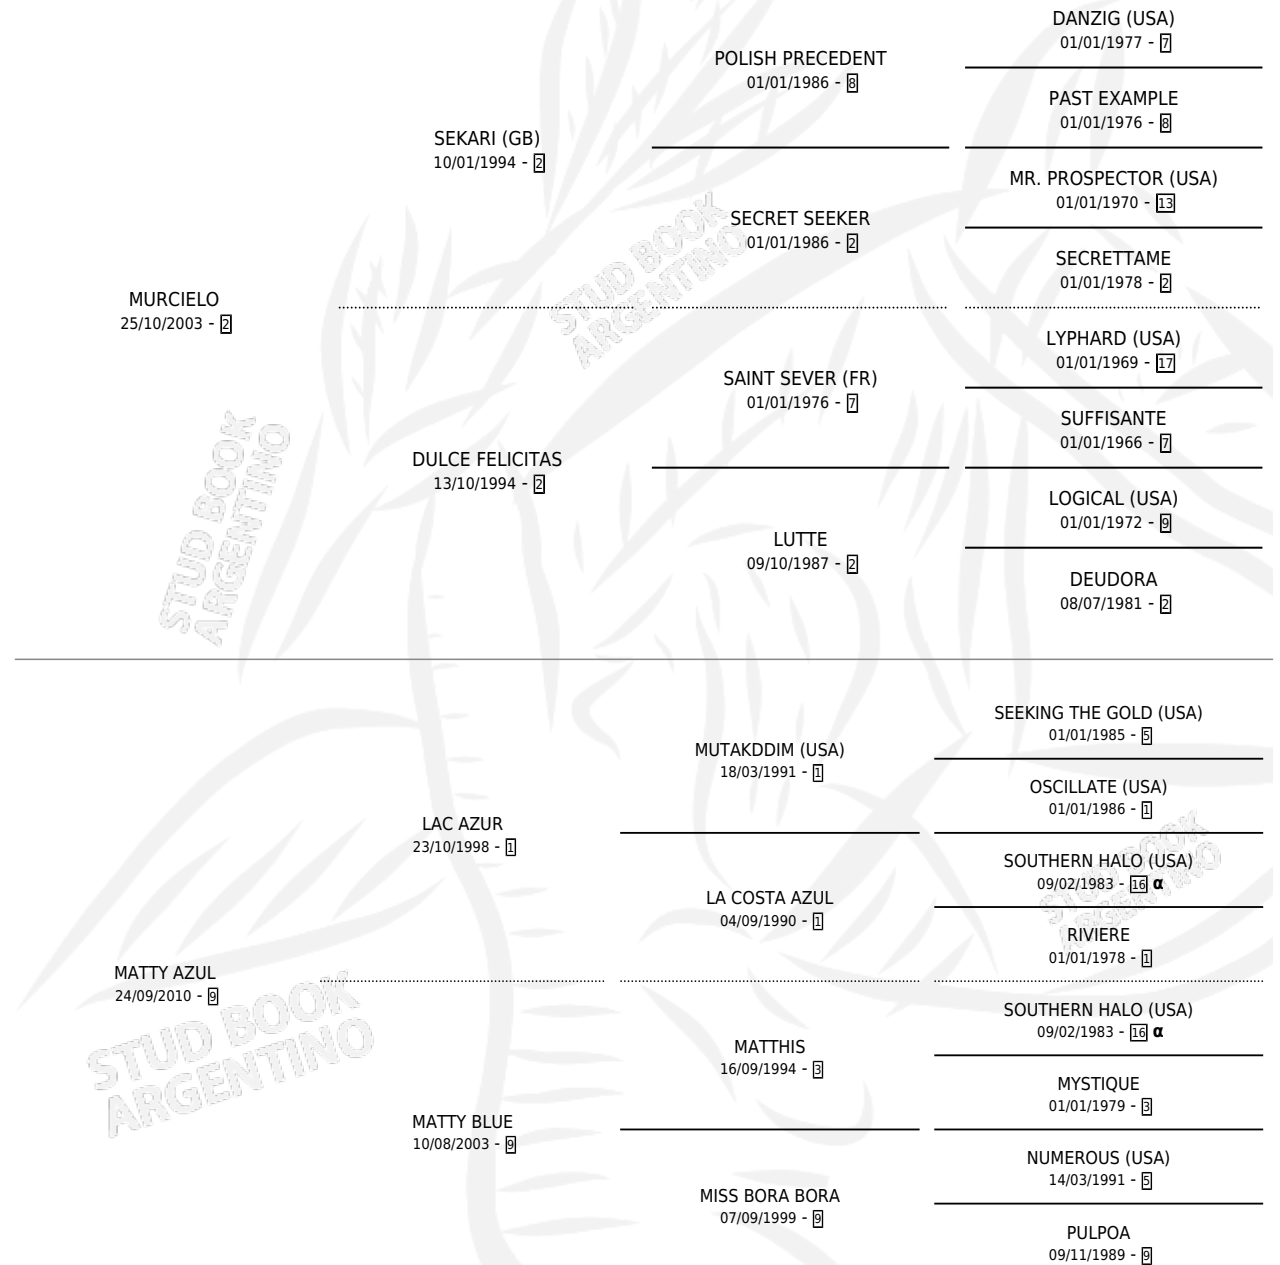 DANZIG (USA)
01/01/1977 - 7
POLISH PRECEDENT
01/01/1986 - 8
PAST EXAMPLE
01/01/1976 - 8
SEKARI (GB)
10/01/1994 - 2
MR. PROSPECTOR (USA)
01/01/1970 - 13
SECRET SEEKER
01/01/1986 - 2
SECRETTAME
01/01/1978 - 2
STUD BOOK
ARGENTINO
MURCIELO
25/10/2003 - 2
LYPHARD (USA)
01/01/1969 - 17
SAINT SEVER (FR)
01/01/1976 - 7
SUFFISANTE
01/01/1966 - 7
DULCE FELICITAS
13/10/1994 - 2
LOGICAL (USA)
01/01/1972 - 9
LUTTE
09/10/1987 - 2
DEUDORA
08/07/1981 - 2
STUD BOOK
ARGENTINO
SEEKING THE GOLD (USA)
01/01/1985 - 5
MUTAKDDIM (USA)
18/03/1991 - 1
OSCILLATE (USA)
01/01/1986 - 1
LAC AZUR
23/10/1998 - 1
SOUTHERN HALO (USA)
09/02/1983 - 16 α
LA COSTA AZUL
04/09/1990 - 1
RIVIERE
01/01/1978 - 1
STUD BOOK
ARGENTINO
MATTY AZUL
24/09/2010 - 9
SOUTHERN HALO (USA)
09/02/1983 - 16 α
MATTHIS
16/09/1994 - 3
MYSTIQUE
01/01/1979 - 3
STUD BOOK
ARGENTINO
MATTY BLUE
10/08/2003 - 9
NUMEROUS (USA)
14/03/1991 - 5
MISS BORA BORA
07/09/1999 - 9
PULPOA
09/11/1989 - 9